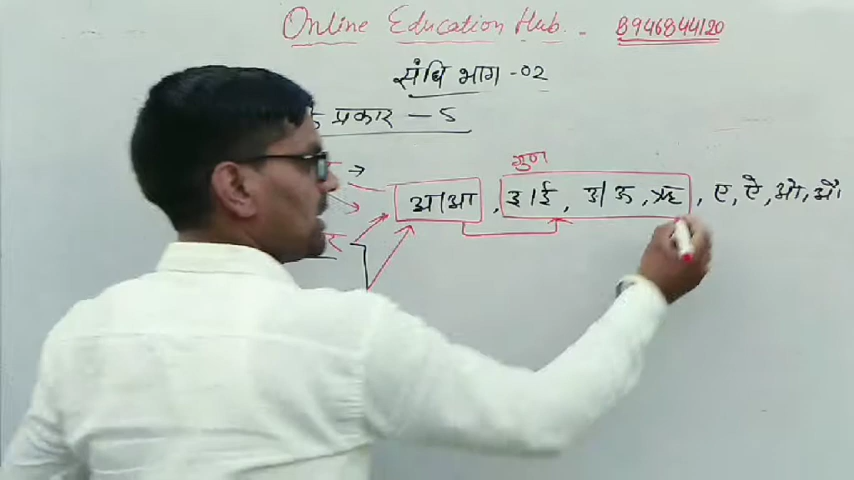 Online Education Hub. 8946844120
संधि भाग -02
प्रकार - 5
गुण
अ/आ, इ/ई, उ/ऊ, ऋ, ए, ऐ, ओ, औ